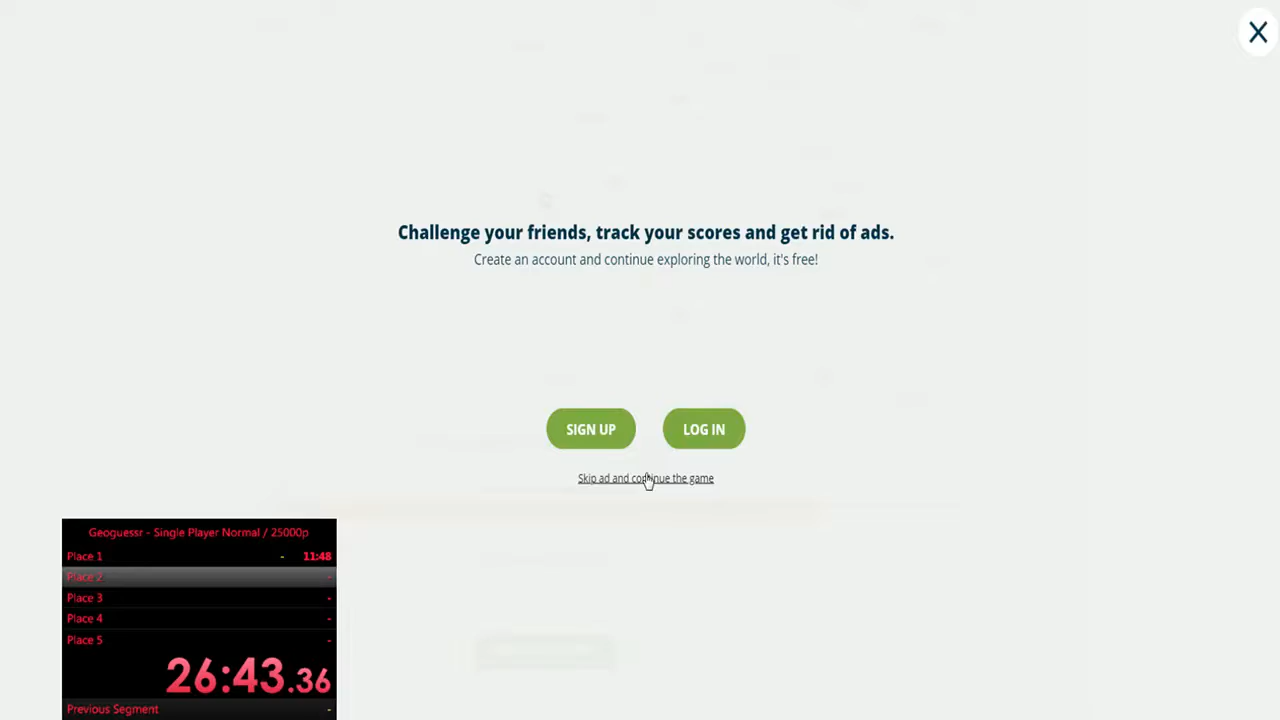 X
Challenge your friends, track your scores and get rid of ads.
Create an account and continue exploring the world, it's free!
SIGN UP LOG IN
Skip ad and continue the game
Geoguessr - Single Player Normal / 25000p
Place 1 - 11:48
Place 2 -
Place 3 -
Place 4 -
Place 5 -
26:43.36
Previous Segment -